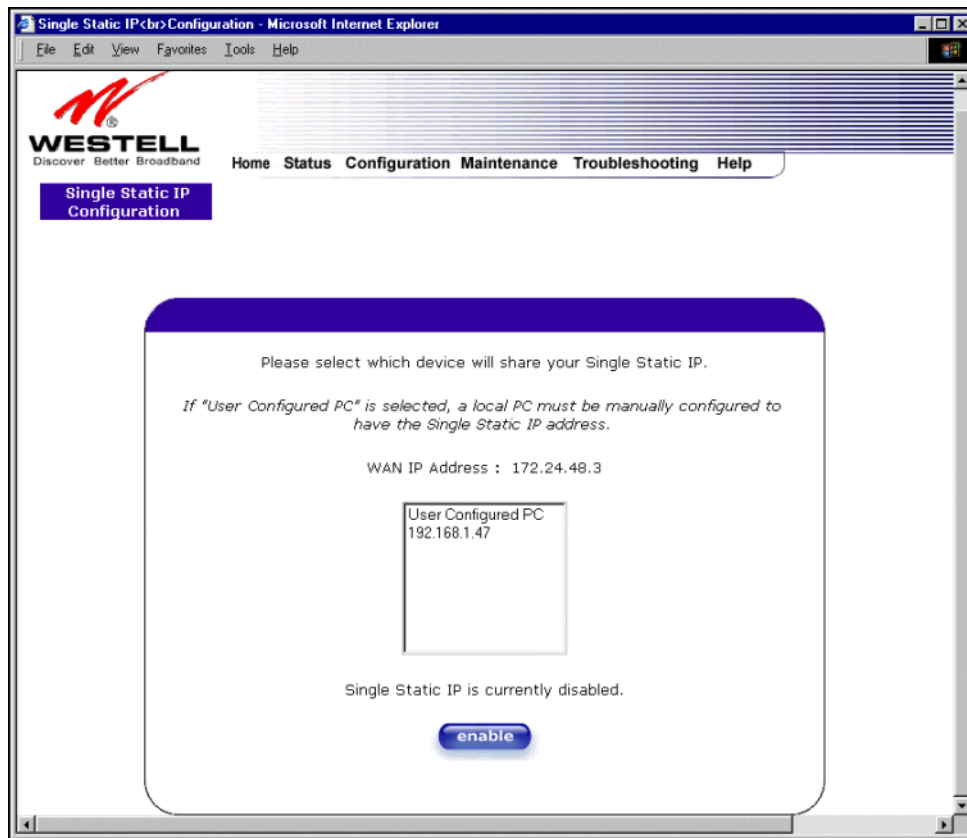 Single Static IP<br>Configuration - Microsoft Internet Explorer
File Edit View Favorites Tools Help
®
WESTELL
Discover Better Broadband
Home Status Configuration Maintenance Troubleshooting Help
Single Static IP
Configuration
Please select which device will share your Single Static IP.
If "User Configured PC" is selected, a local PC must be manually configured to
have the Single Static IP address.
WAN IP Address : 172.24.48.3
User Configured PC
192.168.1.47
Single Static IP is currently disabled.
enable